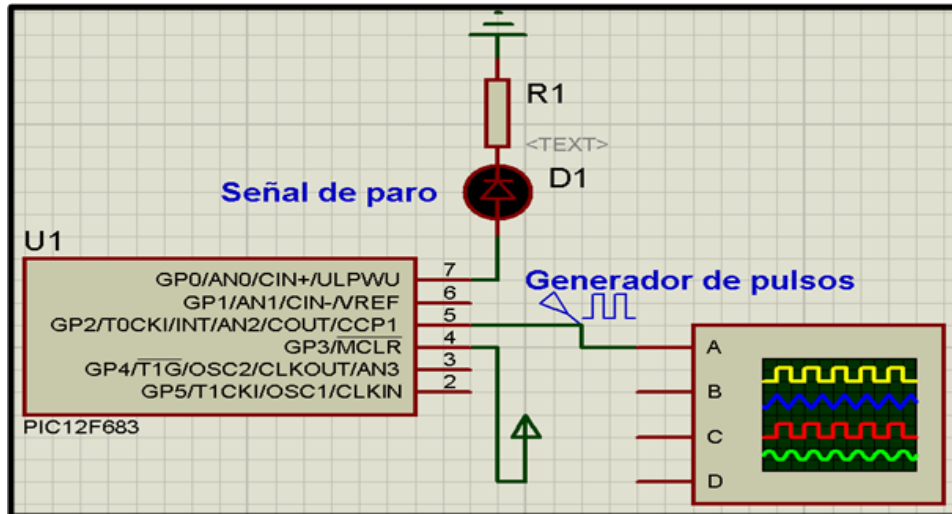 R1
<TEXT>
D1
Señal de paro
U1
GP0/AN0/CIN+/ULPWU
7
GP1/AN1/CIN-/VREF
6
GP2/T0CKI/INT/AN2/COUT/CCP1
5
GP3/MCLR
4
GP4/T1G/OSC2/CLKOUT/AN3
3
GP5/T1CKI/OSC1/CLKIN
2
PIC12F683
Generador de pulsos
A
B
C
D